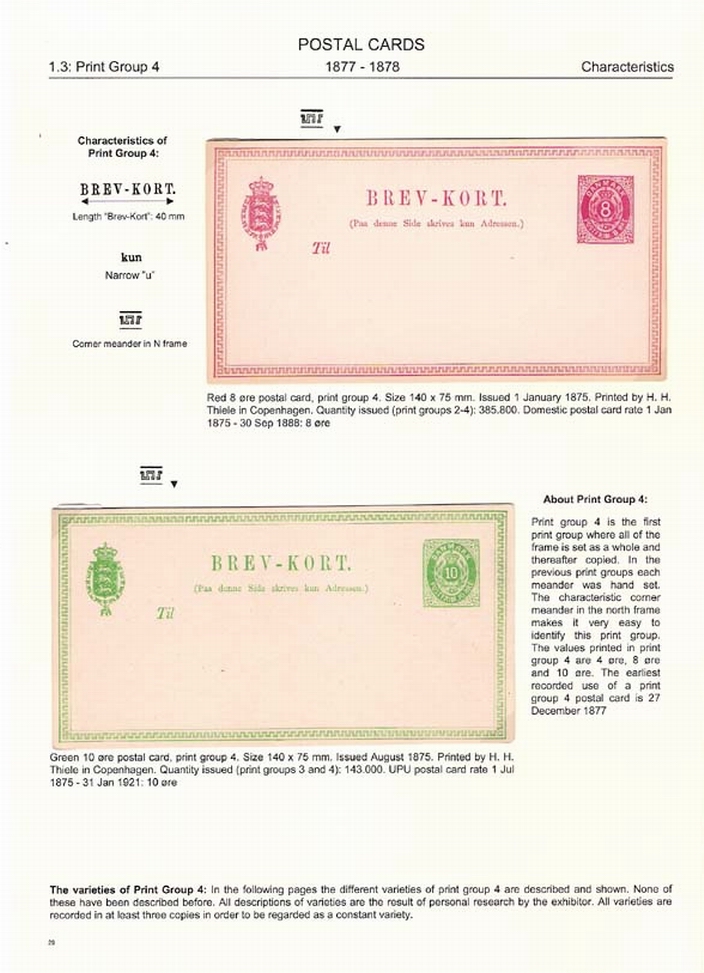 POSTAL CARDS
1.3: Print Group 4
1877 - 1878
Characteristics
Characteristics of
Print Group 4:
BREV-KORT.
Length "Brev-Kort": 40 mm
kun
Narrow "u"
Corner meander in N frame
BREV-KORT.
(Paa denne Side skrives kun Adressen.)
Til
DANMARK
8
Red 8 øre postal card, print group 4. Size 140 x 75 mm. Issued 1 January 1875. Printed by H. H.
Thiele in Copenhagen. Quantity issued (print groups 2-4): 385.800. Domestic postal card rate 1 Jan
1875 - 30 Sep 1888: 8 øre
BREV-KORT.
(Paa denne Side skrives kun Adressen.)
Til
DANMARK
10
Green 10 øre postal card, print group 4. Size 140 x 75 mm. Issued August 1875. Printed by H. H.
Thiele in Copenhagen. Quantity issued (print groups 3 and 4): 143.000. UPU postal card rate 1 Jul
1875 - 31 Jan 1921: 10 øre
About Print Group 4:
Print group 4 is the first
print group where all of the
frame is set as a whole and
thereafter copied. In the
previous print groups each
meander was hand set.
The characteristic corner
meander in the north frame
makes it very easy to
identify this print group.
The values printed in print
group 4 are 4 øre, 8 øre
and 10 øre. The earliest
recorded use of a print
group 4 postal card is 27
December 1877
The varieties of Print Group 4: In the following pages the different varieties of print group 4 are described and shown. None of
these have been described before. All descriptions of varieties are the result of personal research by the exhibitor. All varieties are
recorded in at least three copies in order to be regarded as a constant variety.